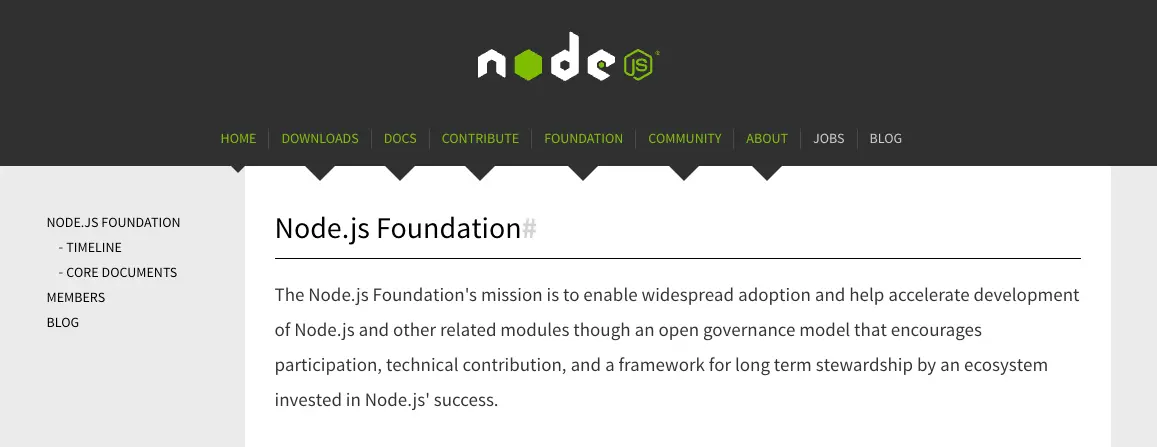 node JS ®
HOME DOWNLOADS DOCS CONTRIBUTE FOUNDATION COMMUNITY ABOUT JOBS BLOG
NODE.JS FOUNDATION
- TIMELINE
- CORE DOCUMENTS
MEMBERS
BLOG
Node.js Foundation#
The Node.js Foundation's mission is to enable widespread adoption and help accelerate development
of Node.js and other related modules though an open governance model that encourages
participation, technical contribution, and a framework for long term stewardship by an ecosystem
invested in Node.js' success.